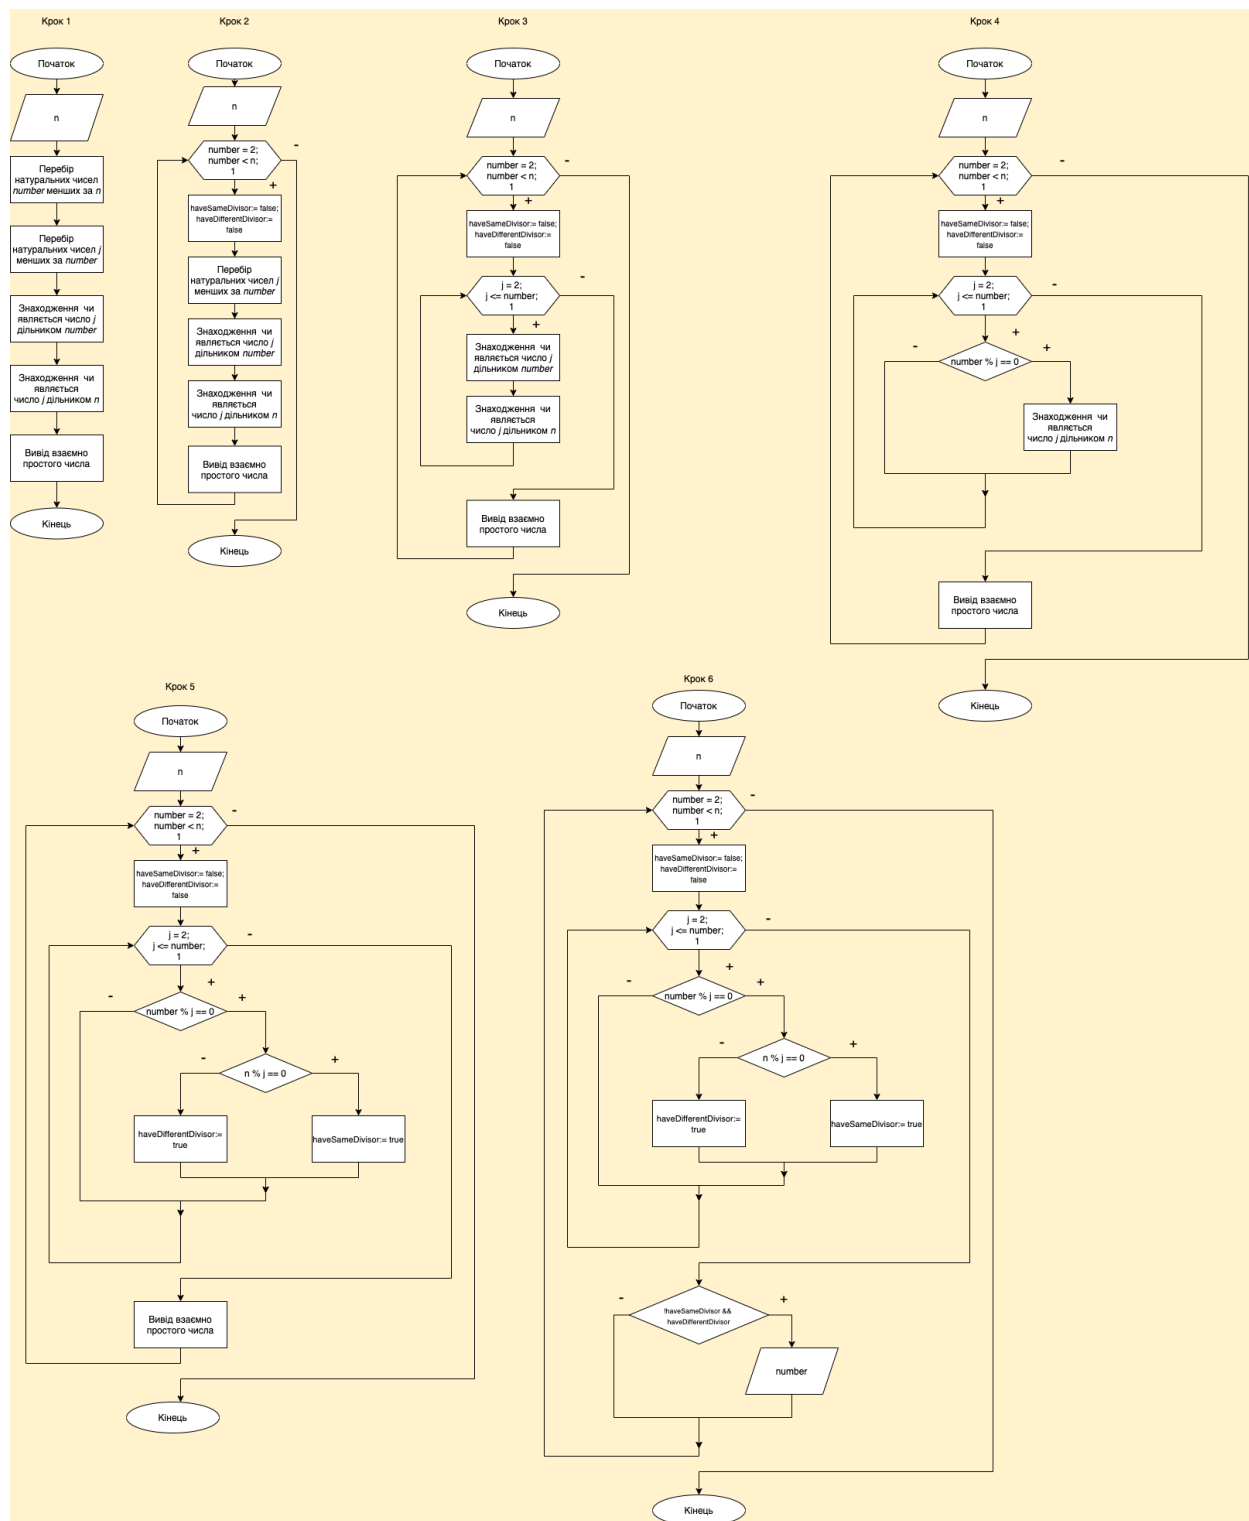 Крок 1
Початок
n
Перебір
натуральних чисел
number менших за n
Перебір
натуральних чисел j
менших за number
Знаходження чи
являється число j
дільником number
Знаходження чи
являється
число j дільником n
Вивід взаємно
простого числа
Кінець
Крок 2
Початок
n
number = 2;
number < n;
1
-
+
haveSameDivisor:= false;
haveDifferentDivisor:=
false
Перебір
натуральних чисел j
менших за number
Знаходження чи
являється число j
дільником number
Знаходження чи
являється
число j дільником n
Вивід взаємно
простого числа
Кінець
Крок 3
Початок
n
number = 2;
number < n;
1
-
+
haveSameDivisor:= false;
haveDifferentDivisor:=
false
j = 2;
j <= number;
1
-
+
Знаходження чи
являється число j
дільником number
Знаходження чи
являється
число j дільником n
Вивід взаємно
простого числа
Кінець
Крок 4
Початок
n
number = 2;
number < n;
1
-
+
haveSameDivisor:= false;
haveDifferentDivisor:=
false
j = 2;
j <= number;
1
-
+
-
number % j == 0
+
Знаходження чи
являється
число j дільником n
Вивід взаємно
простого числа
Кінець
Крок 5
Початок
n
number = 2;
number < n;
1
-
+
haveSameDivisor:= false;
haveDifferentDivisor:=
false
j = 2;
j <= number;
1
-
+
-
number % j == 0
+
-
n % j == 0
+
haveDifferentDivisor:=
true
haveSameDivisor:= true
Вивід взаємно
простого числа
Кінець
Крок 6
Початок
n
number = 2;
number < n;
1
-
+
haveSameDivisor:= false;
haveDifferentDivisor:=
false
j = 2;
j <= number;
1
-
+
-
number % j == 0
+
-
n % j == 0
+
haveDifferentDivisor:=
true
haveSameDivisor:= true
-
!haveSameDivisor &&
haveDifferentDivisor
+
number
Кінець